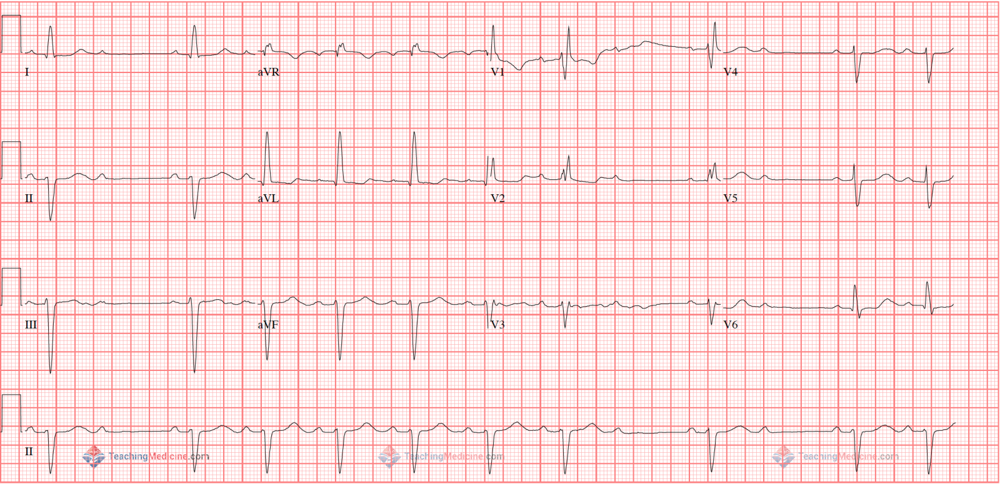 I aVR V1 V4
II aVL V2 V5
III aVF V3 V6
II
TeachingMedicine.com TeachingMedicine.com TeachingMedicine.com